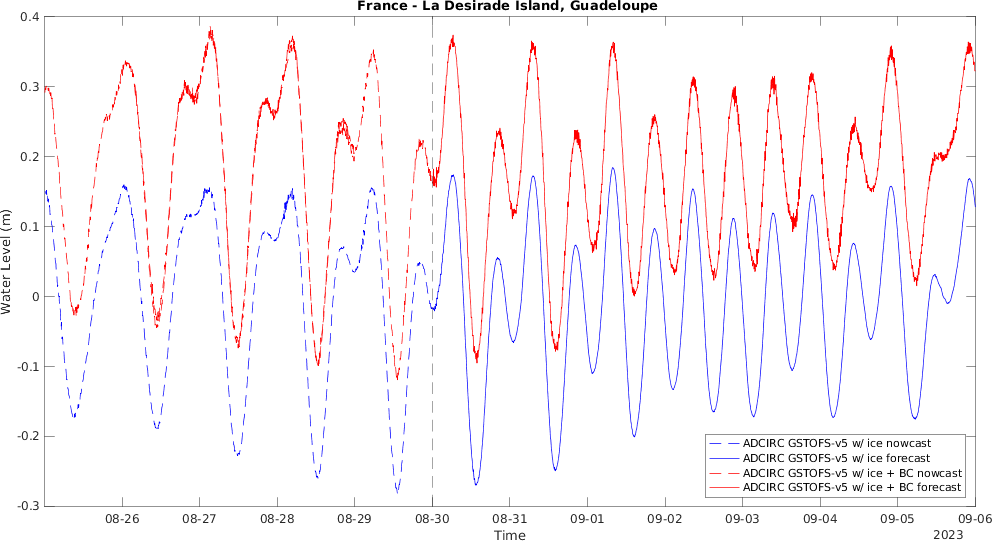 France - La Desirade Island, Guadeloupe
Water Level (m)
0.4
0.3
0.2
0.1
0
-0.1
-0.2
-0.3
ADCIRC GSTOFS-v5 w/ ice nowcast
ADCIRC GSTOFS-v5 w/ ice forecast
ADCIRC GSTOFS-v5 w/ ice + BC nowcast
ADCIRC GSTOFS-v5 w/ ice + BC forecast
08-26 08-27 08-28 08-29 08-30 08-31 09-01 09-02 09-03 09-04 09-05 09-06
Time
2023